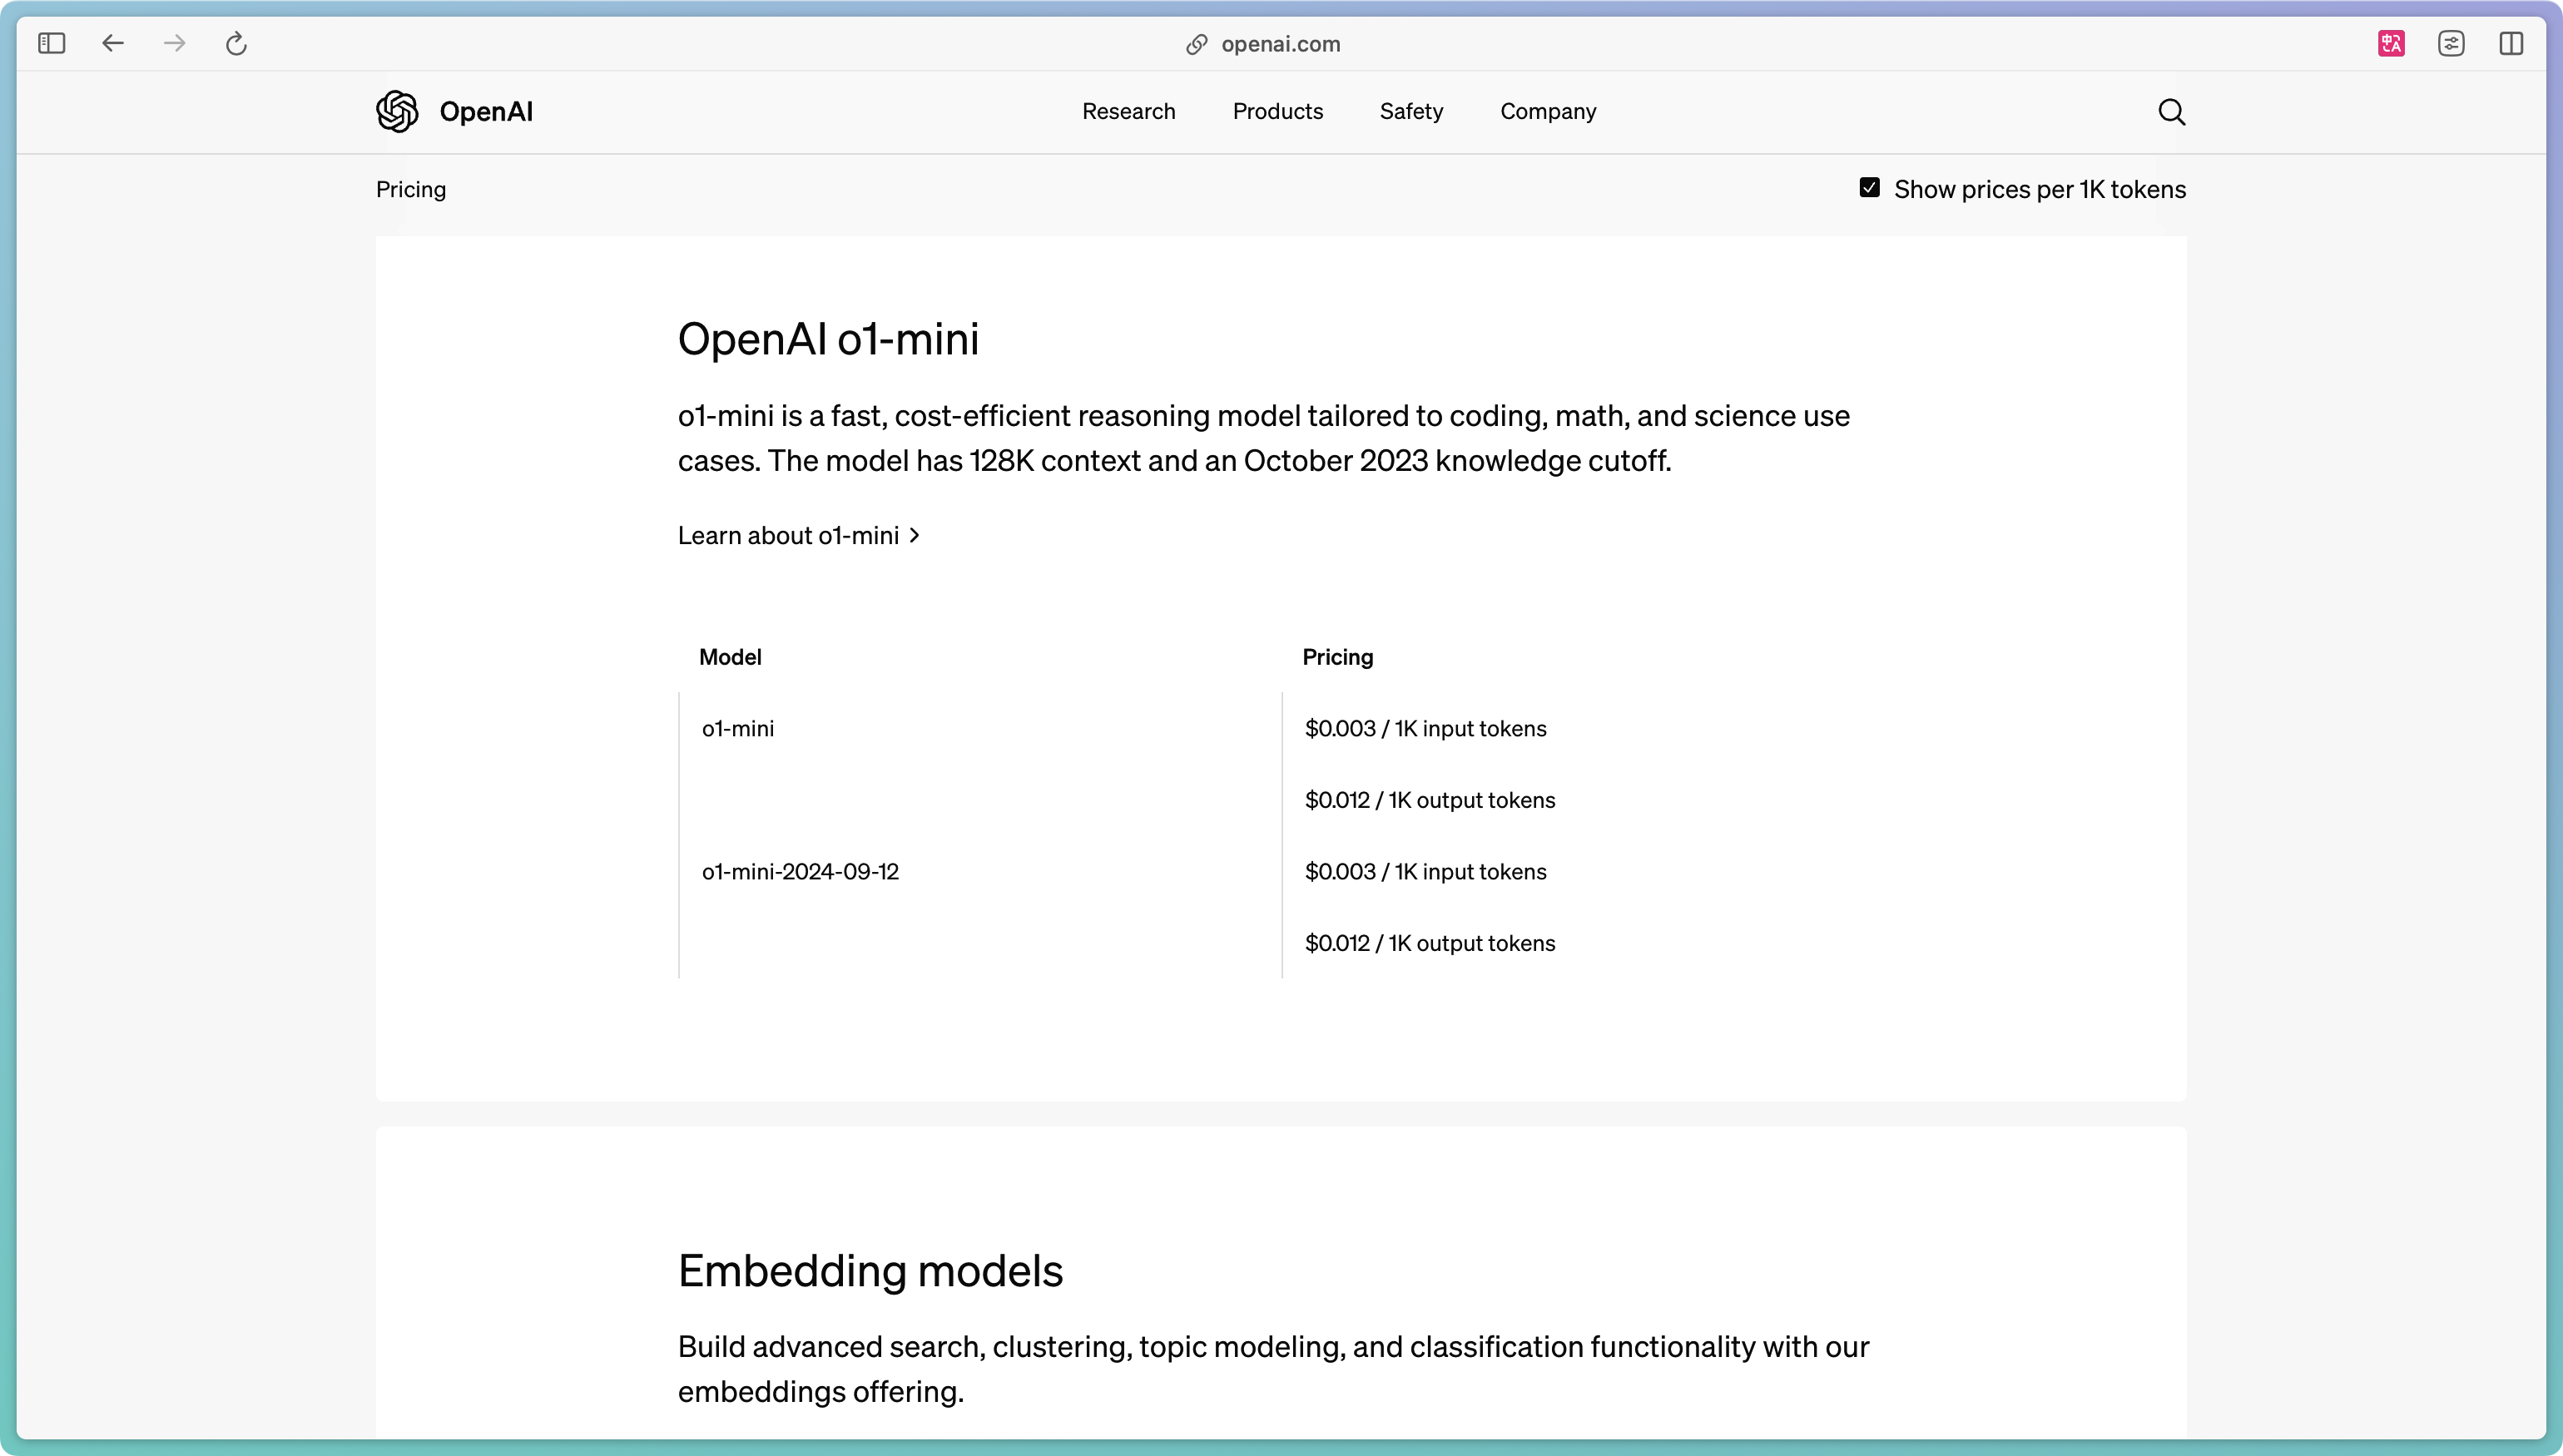 openai.com
OpenAI
Research Products Safety Company
Pricing
Show prices per 1K tokens
OpenAI o1-mini
o1-mini is a fast, cost-efficient reasoning model tailored to coding, math, and science use
cases. The model has 128K context and an October 2023 knowledge cutoff.
Learn about o1-mini
Model Pricing
o1-mini $0.003 / 1K input tokens
$0.012 / 1K output tokens
o1-mini-2024-09-12 $0.003 / 1K input tokens
$0.012 / 1K output tokens
Embedding models
Build advanced search, clustering, topic modeling, and classification functionality with our
embeddings offering.